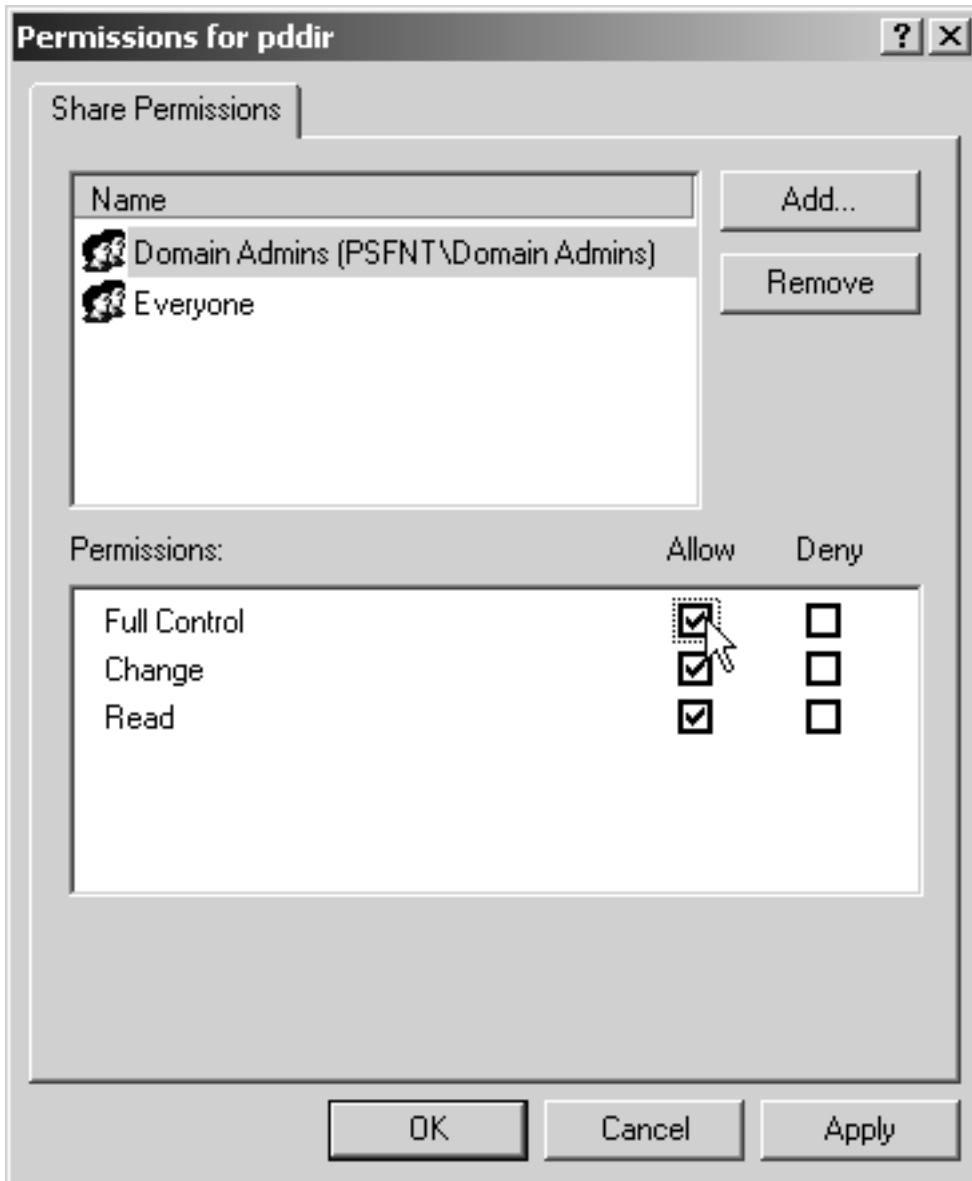 Permissions for pddir
Share Permissions
Name
Add...
Domain Admins (PSFNT\Domain Admins)
Remove
Everyone
Permissions: Allow Deny
Full Control
Change
Read
OK Cancel Apply